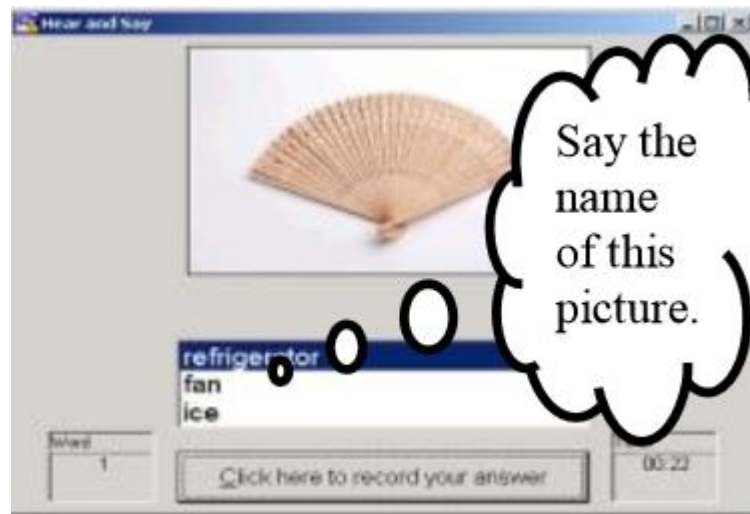 Hear and Say
Say the
name
of this
picture.
refrigerator
fan
ice
Word
1
00:22
Click here to record your answer